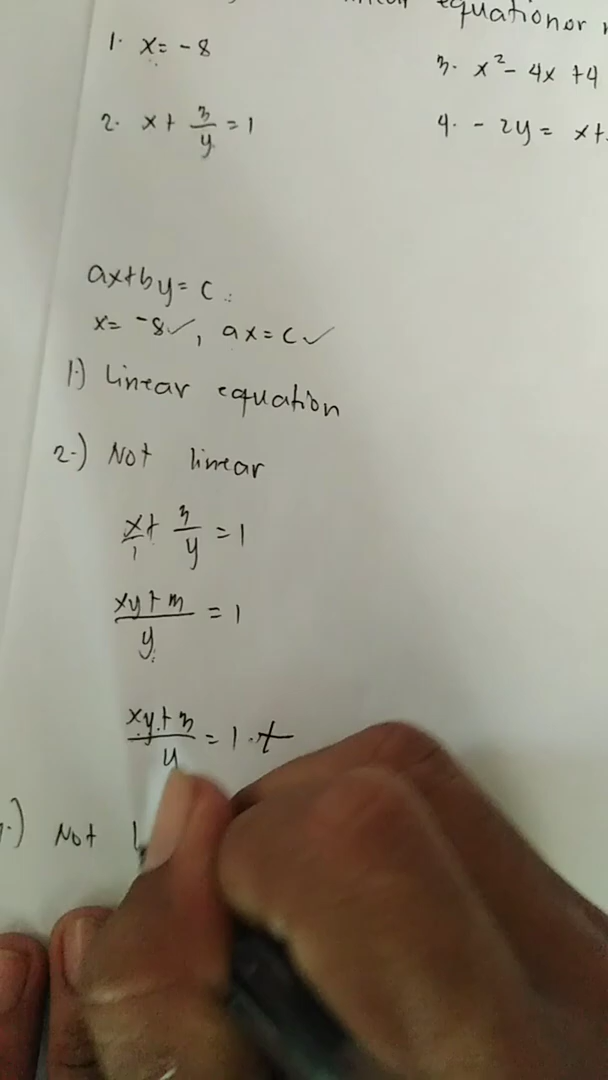 equation or
1. x = -8
3. x² - 4x + 4
2. x + 3/y = 1
4. - 2y = x +
ax + by = c
x = -8 ✓, ax = c ✓
1.) Linear equation
2.) Not linear
x/1 + 3/y = 1
xy + 3 / y = 1
xy + 3 / y = 1
.) Not